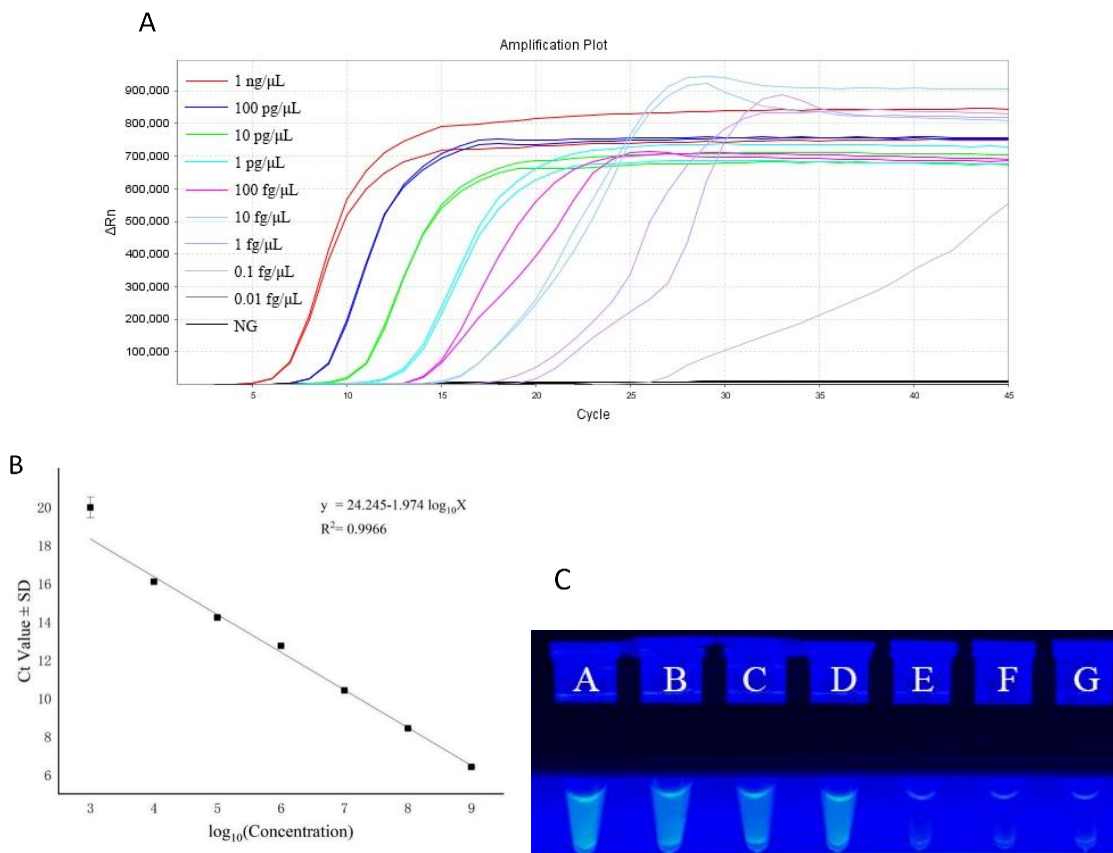 A
Amplification Plot
ΔRn
900,000
800,000
700,000
600,000
500,000
400,000
300,000
200,000
100,000
1 ng/μL
100 pg/μL
10 pg/μL
1 pg/μL
100 fg/μL
10 fg/μL
1 fg/μL
0.1 fg/μL
0.01 fg/μL
NG
5 10 15 20 25 30 35 40 45
Cycle
B
y = 24.245-1.974 log₁₀X
R²= 0.9966
Ct Value ± SD
20
18
16
14
12
10
8
6
3 4 5 6 7 8 9
log₁₀(Concentration)
C
A B C D E F G